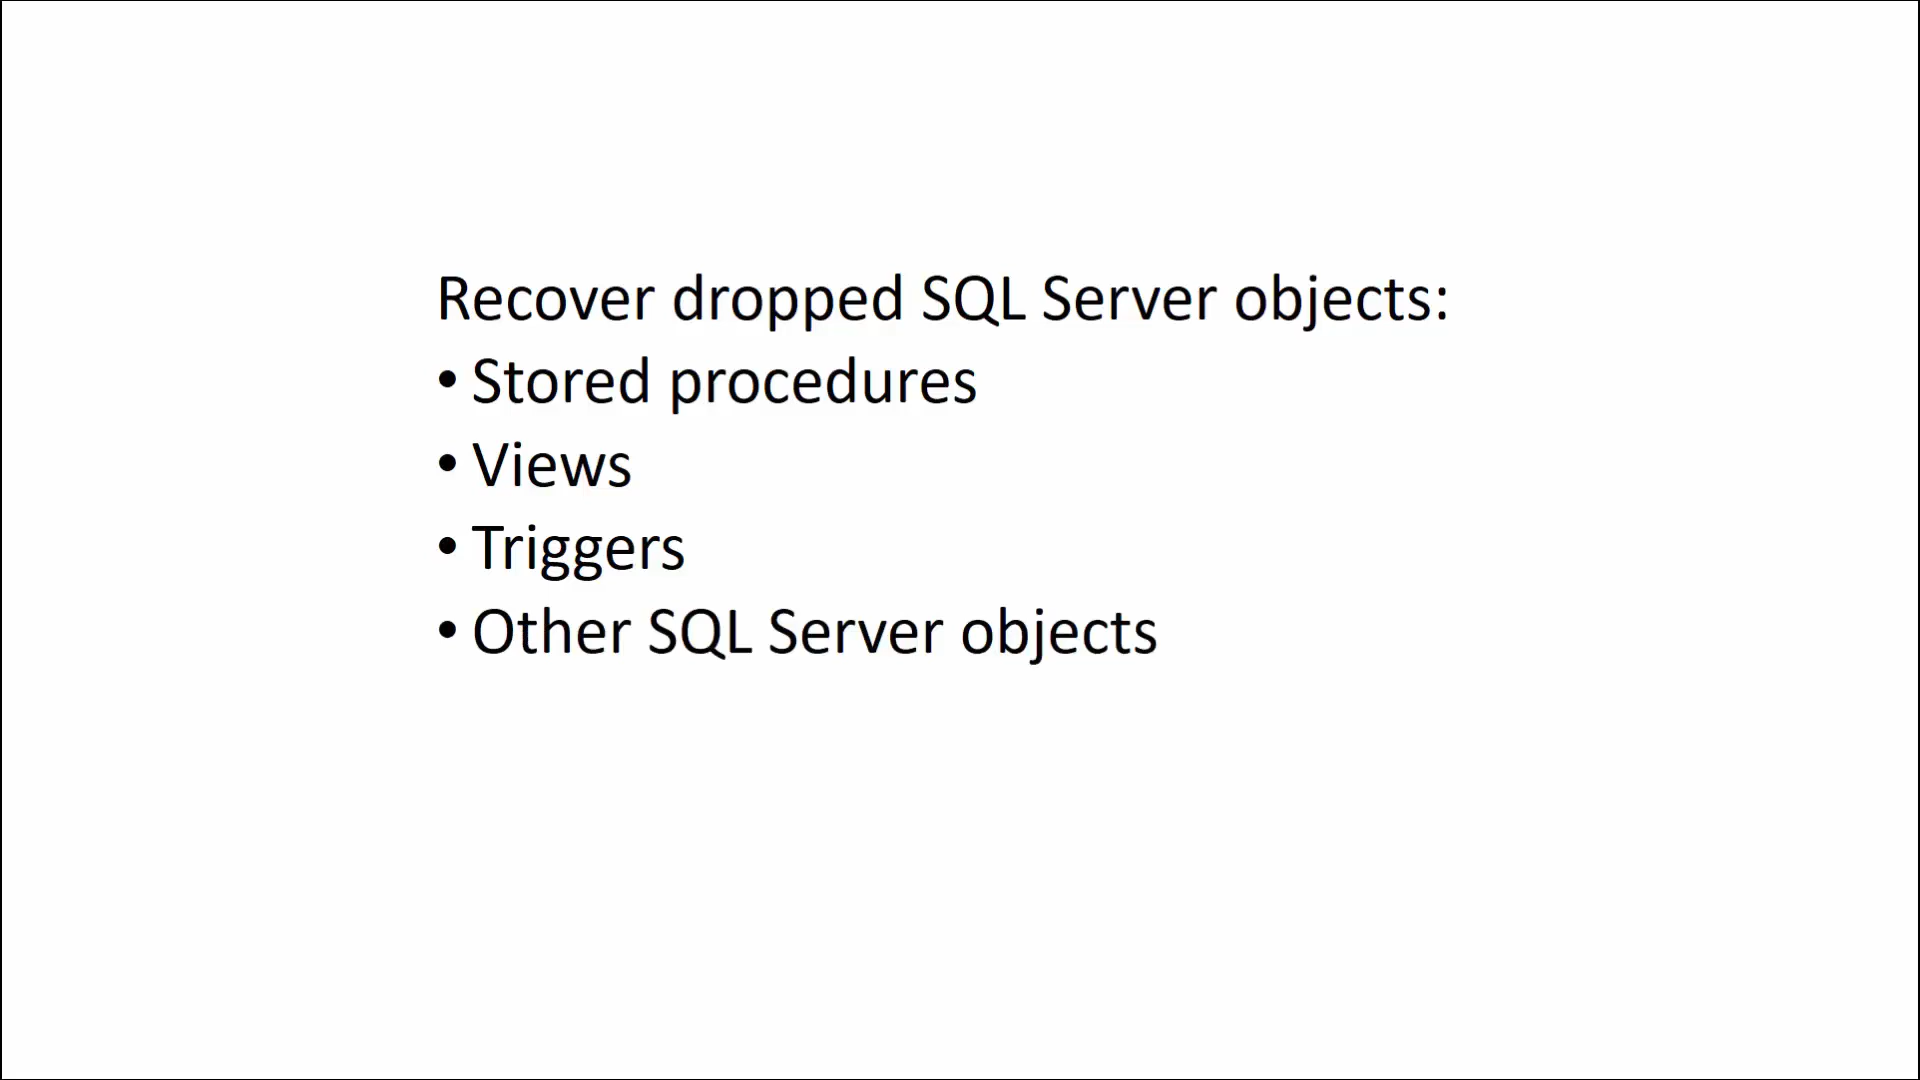 Recover dropped SQL Server objects:
• Stored procedures
• Views
• Triggers
• Other SQL Server objects